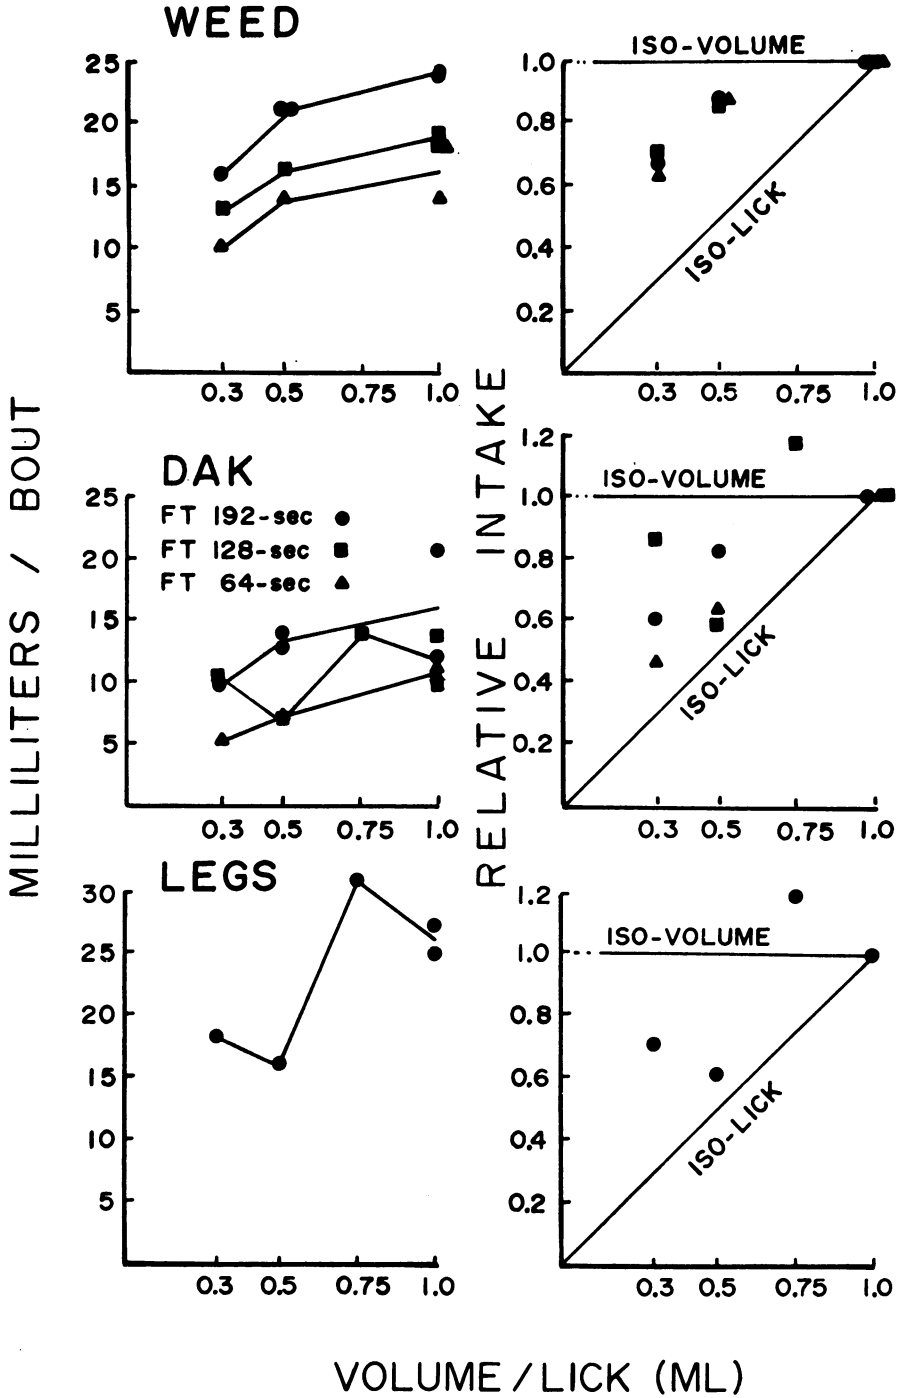 WEED
25
20
15
10
5
0.3 0.5 0.75 1.0
ISO-VOLUME
1.0
0.8
0.6
0.4
0.2
ISO-LICK
0.3 0.5 0.75 1.0
DAK
FT 192-sec
FT 128-sec
FT 64-sec
25
20
15
10
5
0.3 0.5 0.75 1.0
1.2
ISO-VOLUME
1.0
0.8
0.6
0.4
0.2
ISO-LICK
0.3 0.5 0.75 1.0
LEGS
30
25
20
15
10
5
0.3 0.5 0.75 1.0
1.2
ISO-VOLUME
1.0
0.8
0.6
0.4
0.2
ISO-LICK
0.3 0.5 0.75 1.0
MILLILITERS / BOUT
RELATIVE INTAKE
VOLUME/LICK (ML)